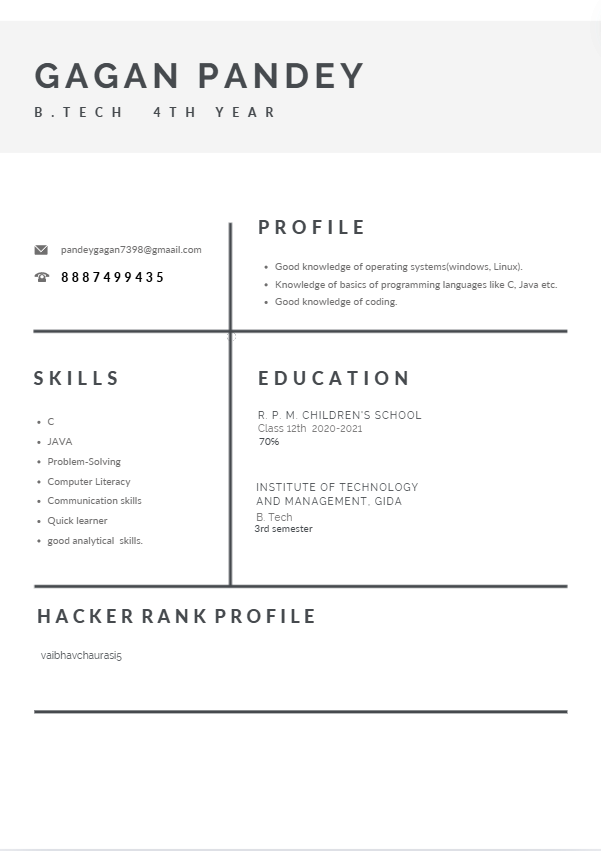 GAGAN PANDEY
B.TECH 4TH YEAR
pandeygagan7398@gmaail.com
8887499435
PROFILE
• Good knowledge of operating systems(windows, Linux).
• Knowledge of basics of programming languages like C, Java etc.
• Good knowledge of coding.
SKILLS
• C
• JAVA
• Problem-Solving
• Computer Literacy
• Communication skills
• Quick learner
• good analytical skills.
EDUCATION
R. P. M. CHILDREN'S SCHOOL
Class 12th 2020-2021
70%
INSTITUTE OF TECHNOLOGY
AND MANAGEMENT, GIDA
B. Tech
3rd semester
HACKER RANK PROFILE
vaibhavchaurasi5